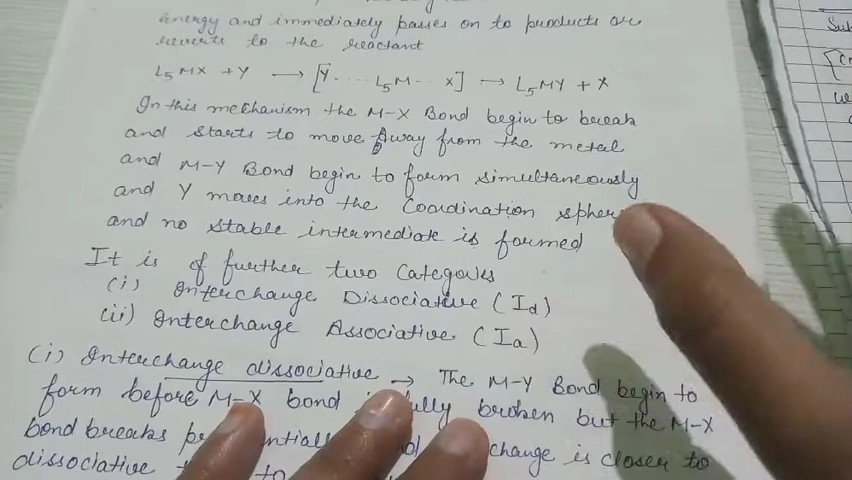 energy and immediately passes on to products or
reverts to the reactant
L5MX + Y → [Y.....L5M...X] → L5MY + X
In this mechanism the M-X Bond begin to break
and starts to move away from the metal
and M-Y Bond begin to form simultaneously
and Y moves into the Coordination spher
and no stable intermediate is formed
It is of further two Categories
(i) Interchange Dissociative (Id)
(ii) Interchange Associative (Ia)
(i) Interchange dissociative → The M-Y Bond begin to
form before M-X bond fully broken but the M-X
bond breaks change is closer to
dissociative
Sub